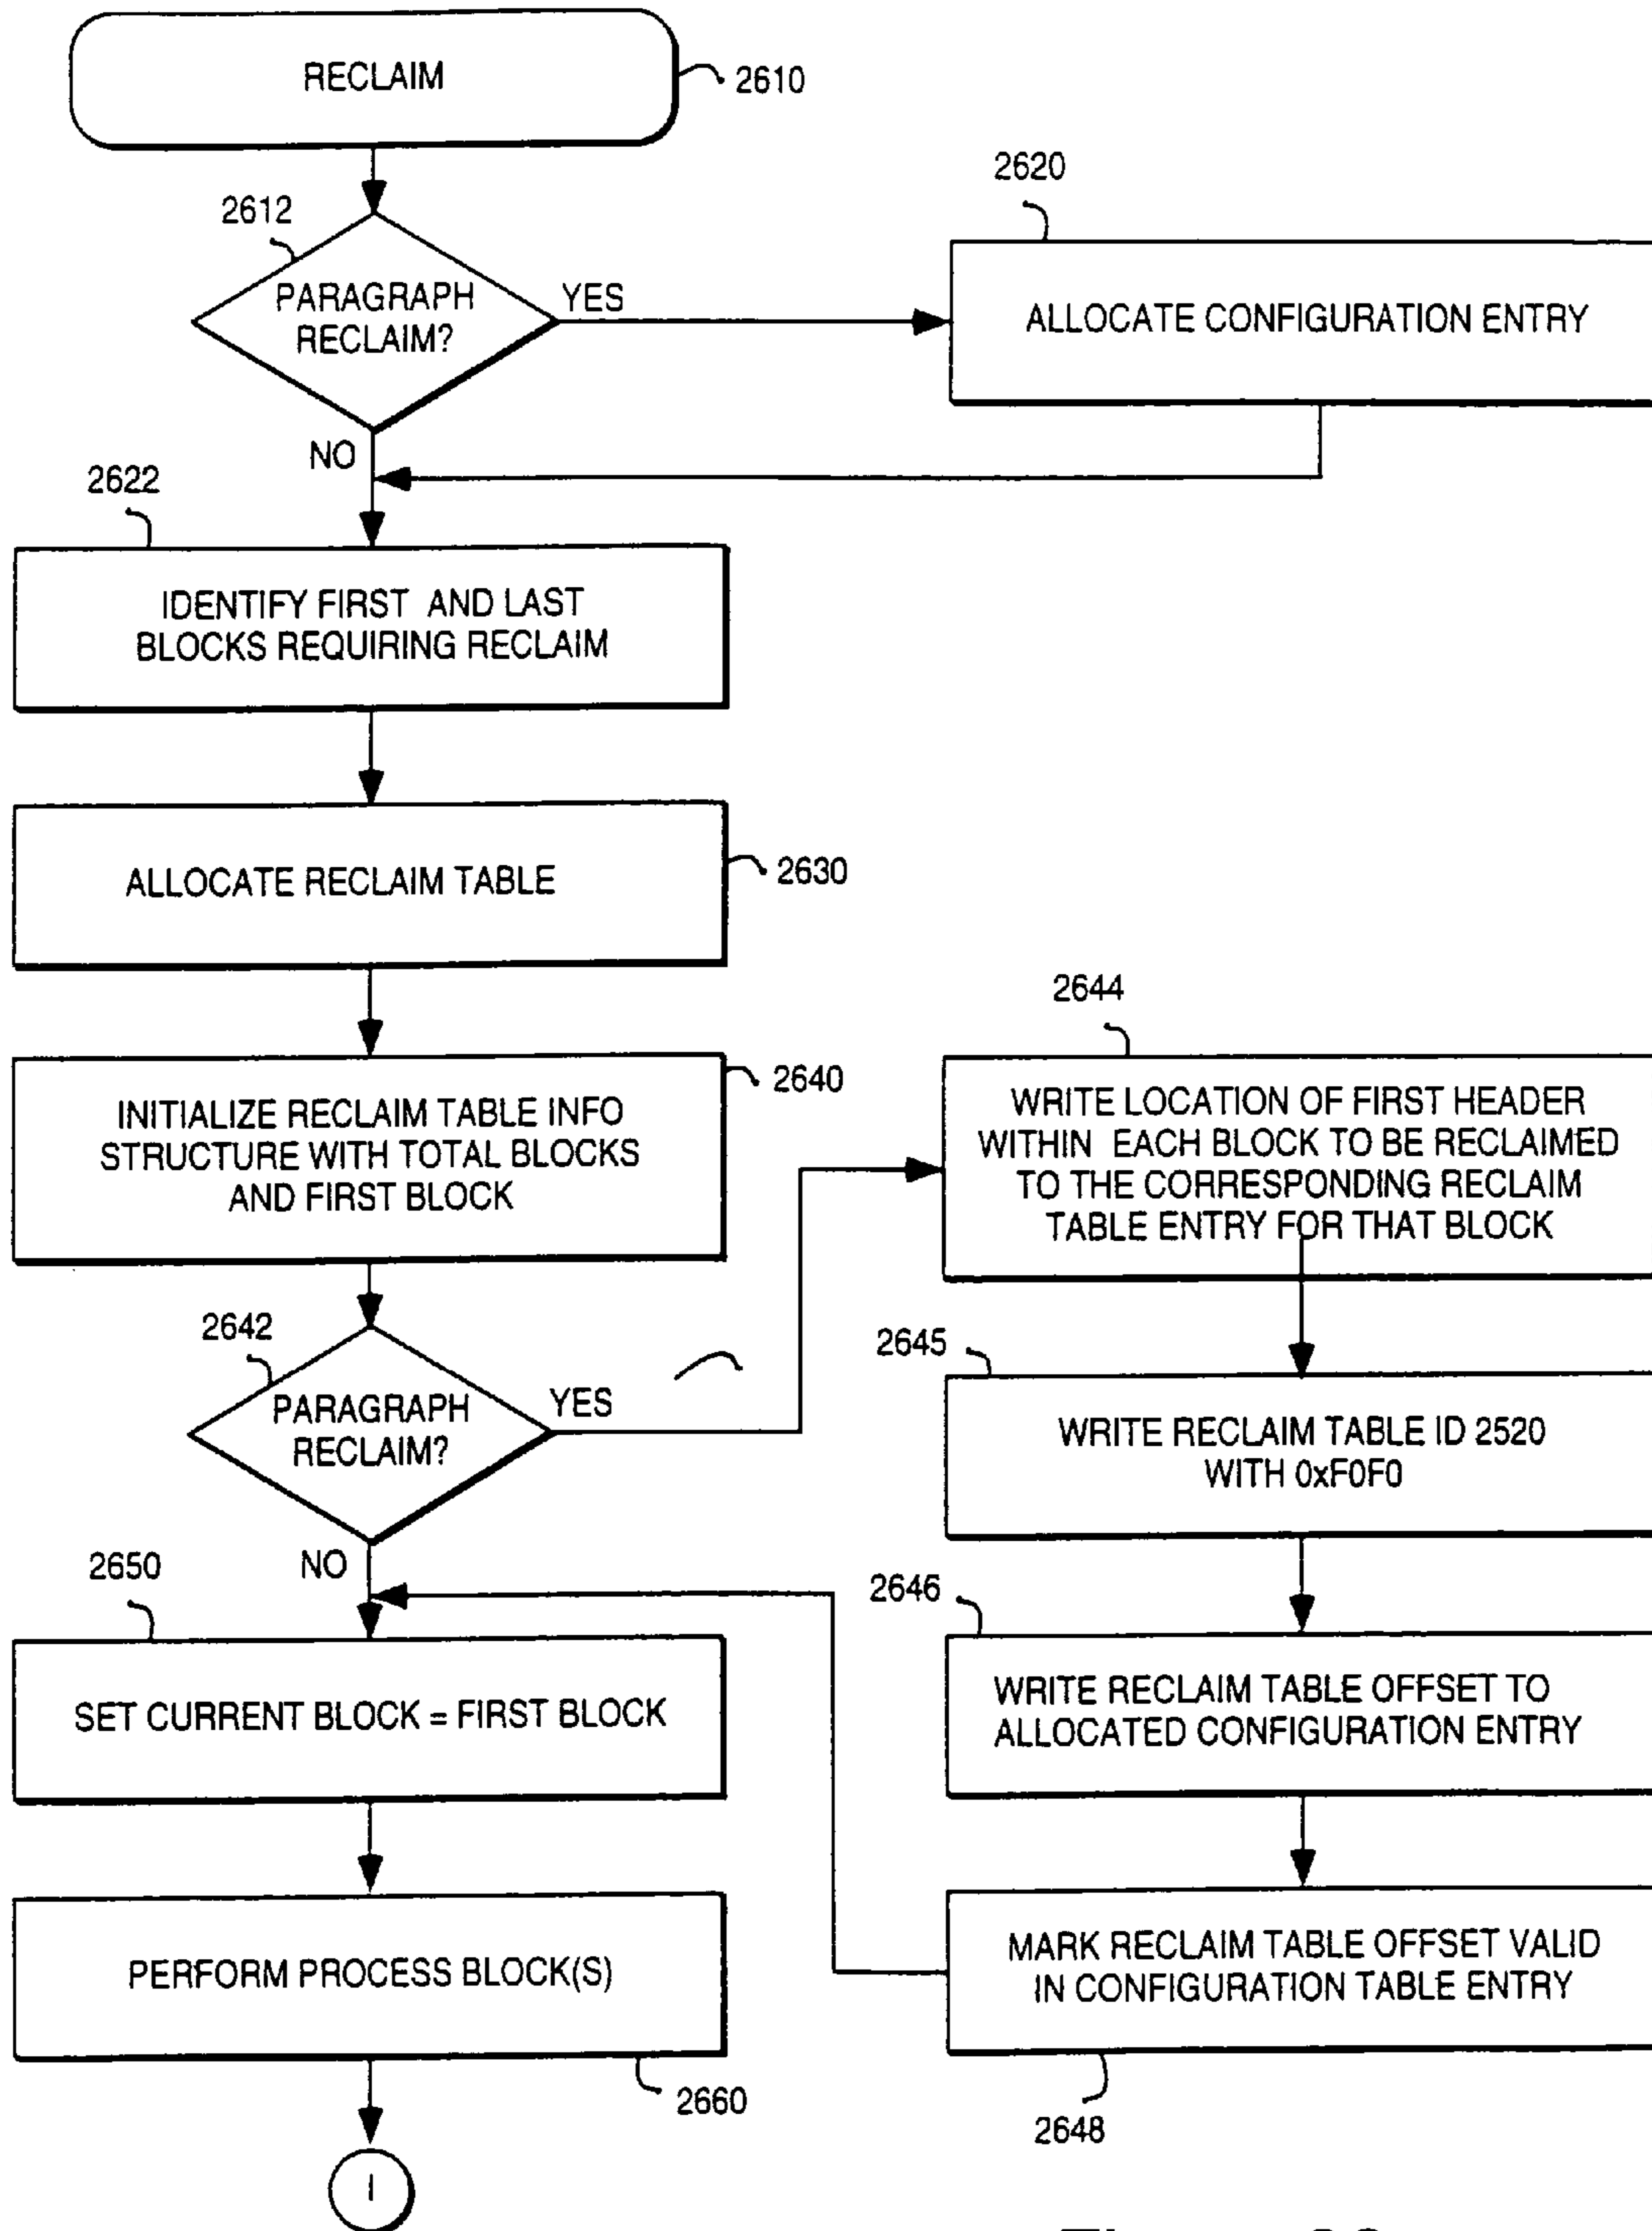 RECLAIM
2610
2612
PARAGRAPH
RECLAIM?
YES
NO
2620
ALLOCATE CONFIGURATION ENTRY
2622
IDENTIFY FIRST AND LAST
BLOCKS REQUIRING RECLAIM
ALLOCATE RECLAIM TABLE
2630
INITIALIZE RECLAIM TABLE INFO
STRUCTURE WITH TOTAL BLOCKS
AND FIRST BLOCK
2640
2642
PARAGRAPH
RECLAIM?
YES
NO
2644
WRITE LOCATION OF FIRST HEADER
WITHIN EACH BLOCK TO BE RECLAIMED
TO THE CORRESPONDING RECLAIM
TABLE ENTRY FOR THAT BLOCK
2645
WRITE RECLAIM TABLE ID 2520
WITH 0xF0F0
2646
WRITE RECLAIM TABLE OFFSET TO
ALLOCATED CONFIGURATION ENTRY
MARK RECLAIM TABLE OFFSET VALID
IN CONFIGURATION TABLE ENTRY
2648
2650
SET CURRENT BLOCK = FIRST BLOCK
PERFORM PROCESS BLOCK(S)
2660
I